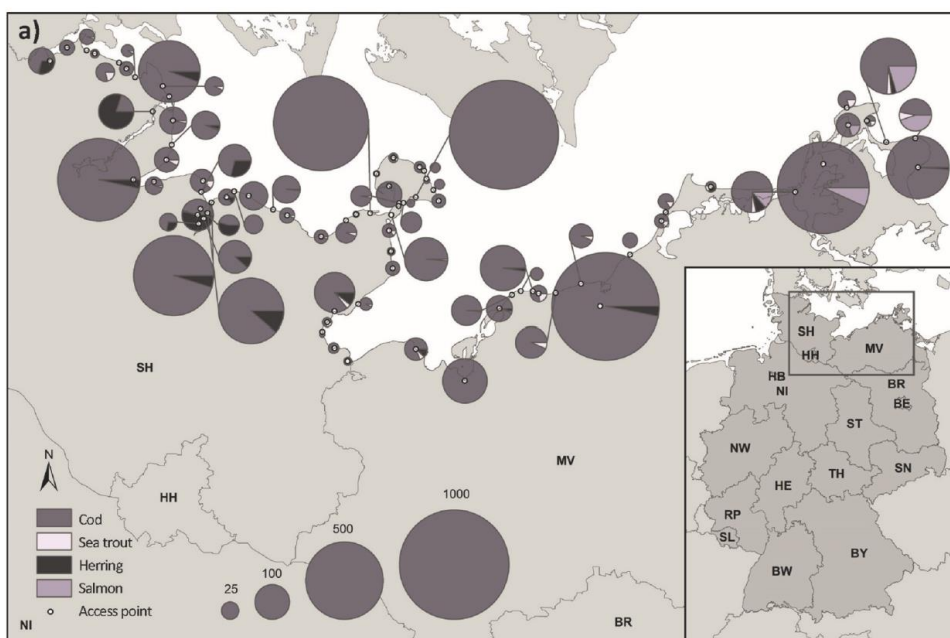 a)
SH
HH
MV
HB
NI
BR
BE
ST
NW
SN
TH
HE
RP
SL
BY
BW
SH
MV
N
HH
Cod
Sea trout
Herring
Salmon
Access point
25
100
500
1000
NI
BR